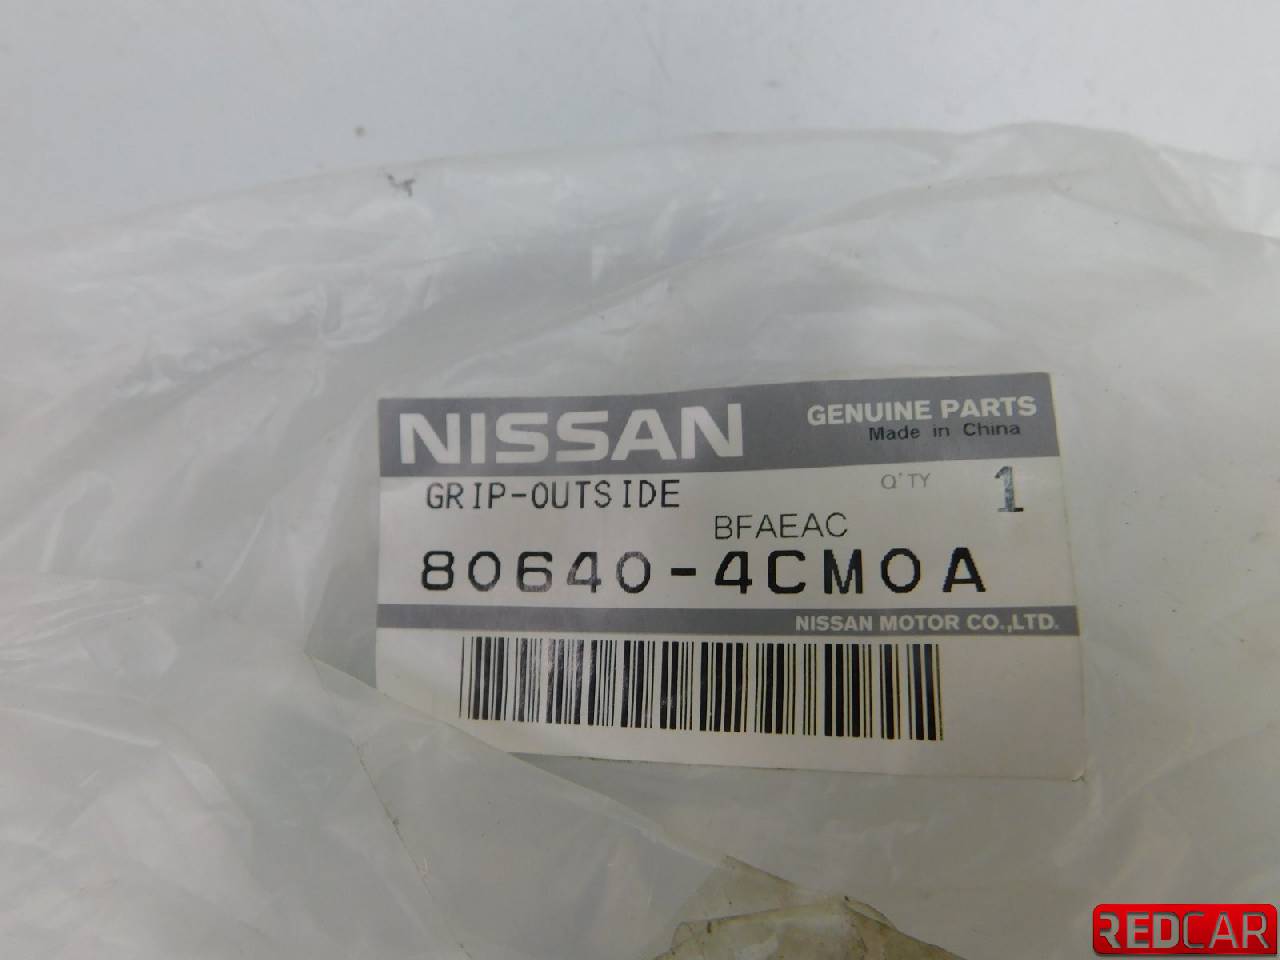 NISSAN
GENUINE PARTS
Made in China
GRIP-OUTSIDE
Q'TY 1
BFAEAC
80640-4CM0A
NISSAN MOTOR CO.,LTD.
REDCAR